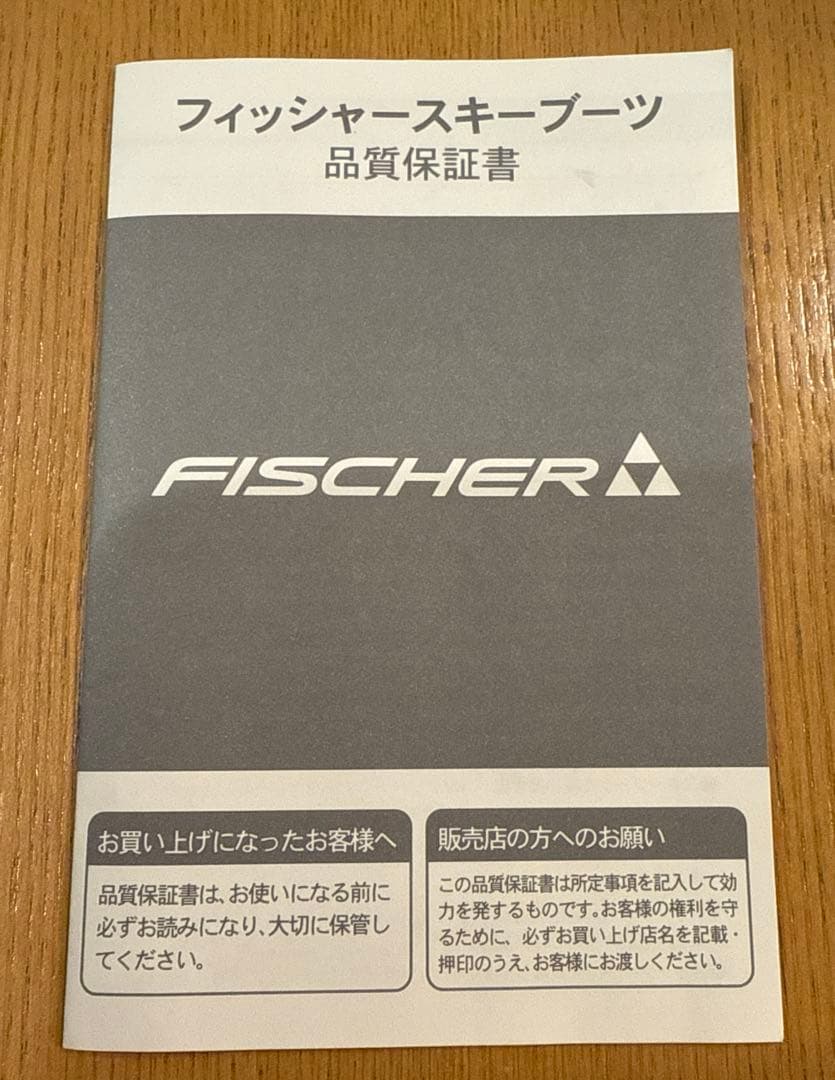 フィッシャースキーブーツ
品質保証書
FISCHER
お買い上げになったお客様へ
品質保証書は、お使いになる前に
必ずお読みになり、大切に保管し
てください。
販売店の方へのお願い
この品質保証書は所定事項を記入して効
力を発するものです。お客様の権利を守
るために、必ずお買い上げ店名を記載・
押印のうえ、お客様にお渡しください。